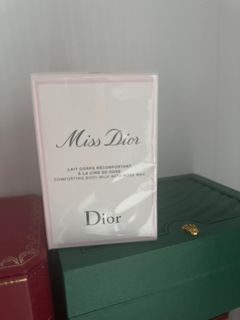 Miss Dior
LAIT CORPS RÉCONFORTANT
À LA CIRE DE ROSE
COMFORTING BODY MILK WITH ROSE WAX
Dior